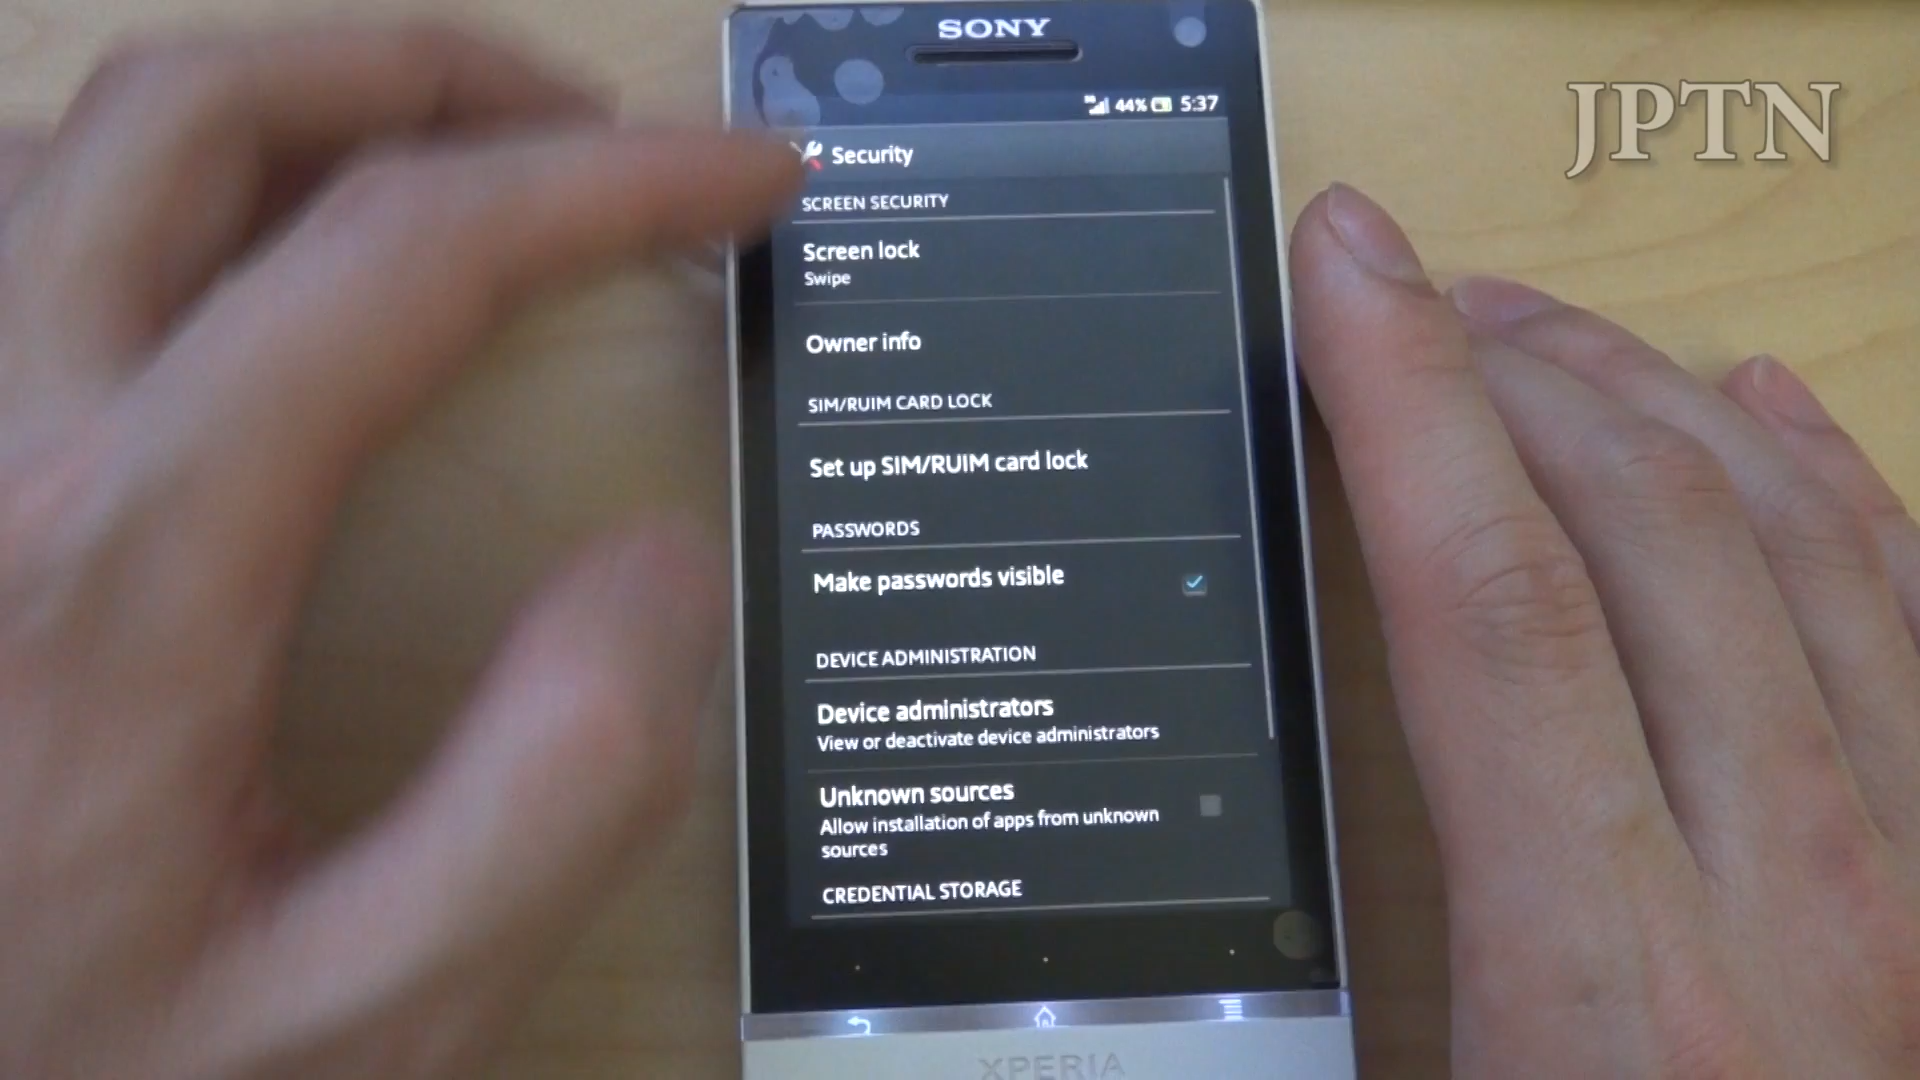 SONY
JPTN
44% 5:37
Security
SCREEN SECURITY
Screen lock
Swipe
Owner info
SIM/RUIM CARD LOCK
Set up SIM/RUIM card lock
PASSWORDS
Make passwords visible
DEVICE ADMINISTRATION
Device administrators
View or deactivate device administrators
Unknown sources
Allow installation of apps from unknown
sources
CREDENTIAL STORAGE
XPERIA